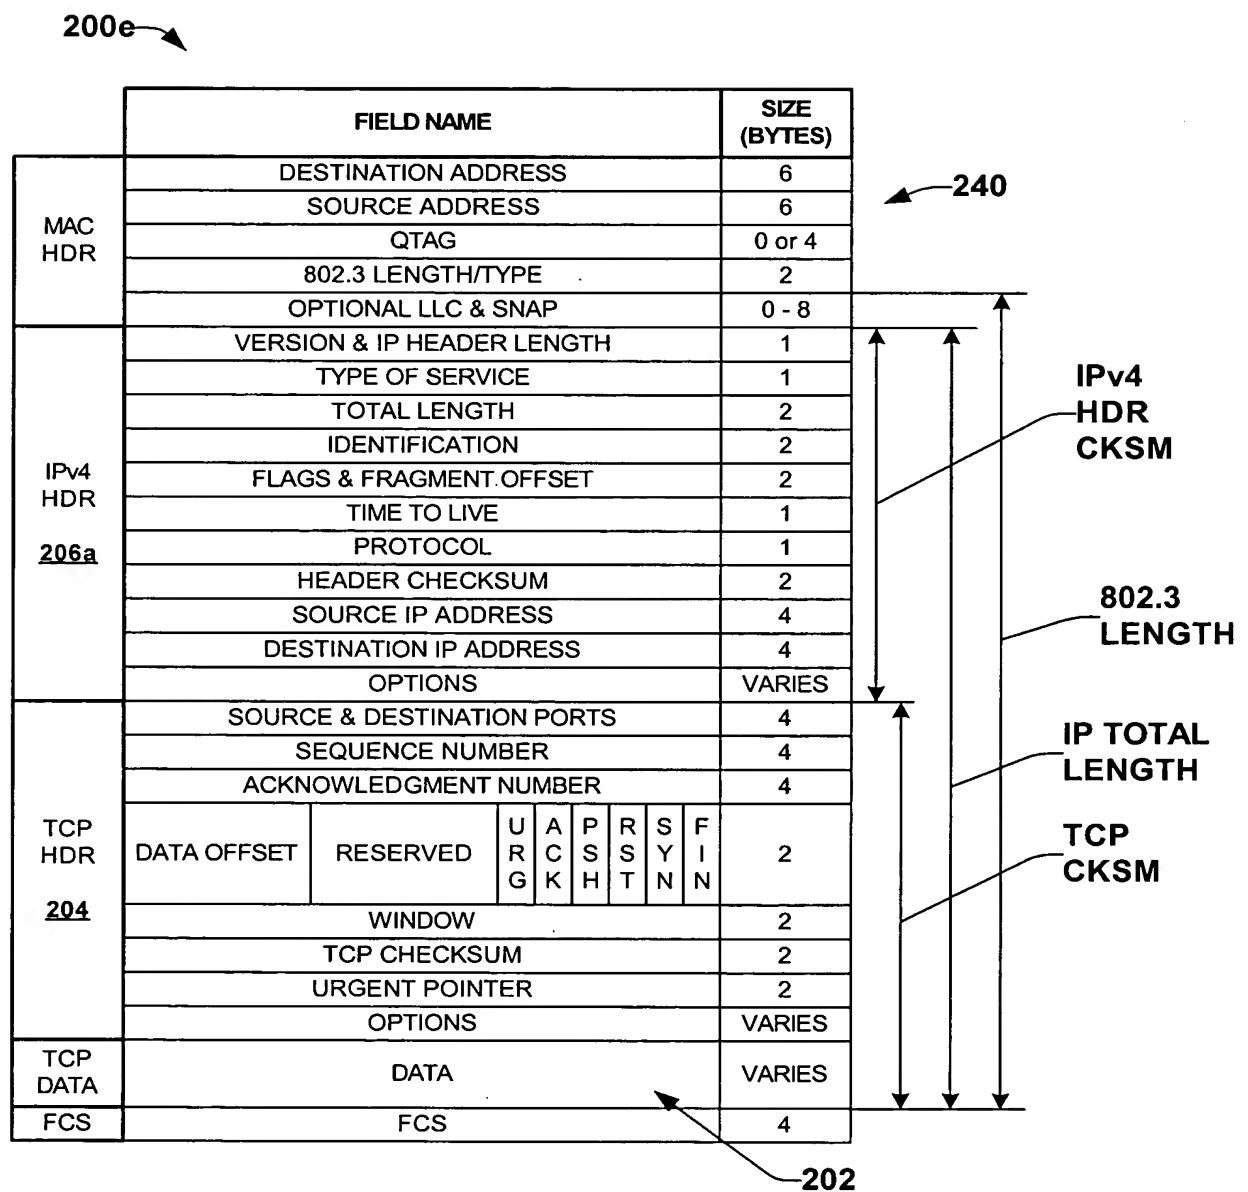 200e
FIELD NAME
SIZE
(BYTES)
MAC
HDR
DESTINATION ADDRESS 6
SOURCE ADDRESS 6
QTAG 0 or 4
802.3 LENGTH/TYPE 2
OPTIONAL LLC & SNAP 0 - 8
240
IPv4
HDR
206a
VERSION & IP HEADER LENGTH 1
TYPE OF SERVICE 1
TOTAL LENGTH 2
IDENTIFICATION 2
FLAGS & FRAGMENT OFFSET 2
TIME TO LIVE 1
PROTOCOL 1
HEADER CHECKSUM 2
SOURCE IP ADDRESS 4
DESTINATION IP ADDRESS 4
OPTIONS VARIES
TCP
HDR
204
SOURCE & DESTINATION PORTS 4
SEQUENCE NUMBER 4
ACKNOWLEDGMENT NUMBER 4
DATA OFFSET RESERVED URG ACK PSH RST SYN FIN 2
WINDOW 2
TCP CHECKSUM 2
URGENT POINTER 2
OPTIONS VARIES
TCP
DATA
DATA VARIES
FCS FCS 4
IPv4
HDR
CKSM
802.3
LENGTH
IP TOTAL
LENGTH
TCP
CKSM
202